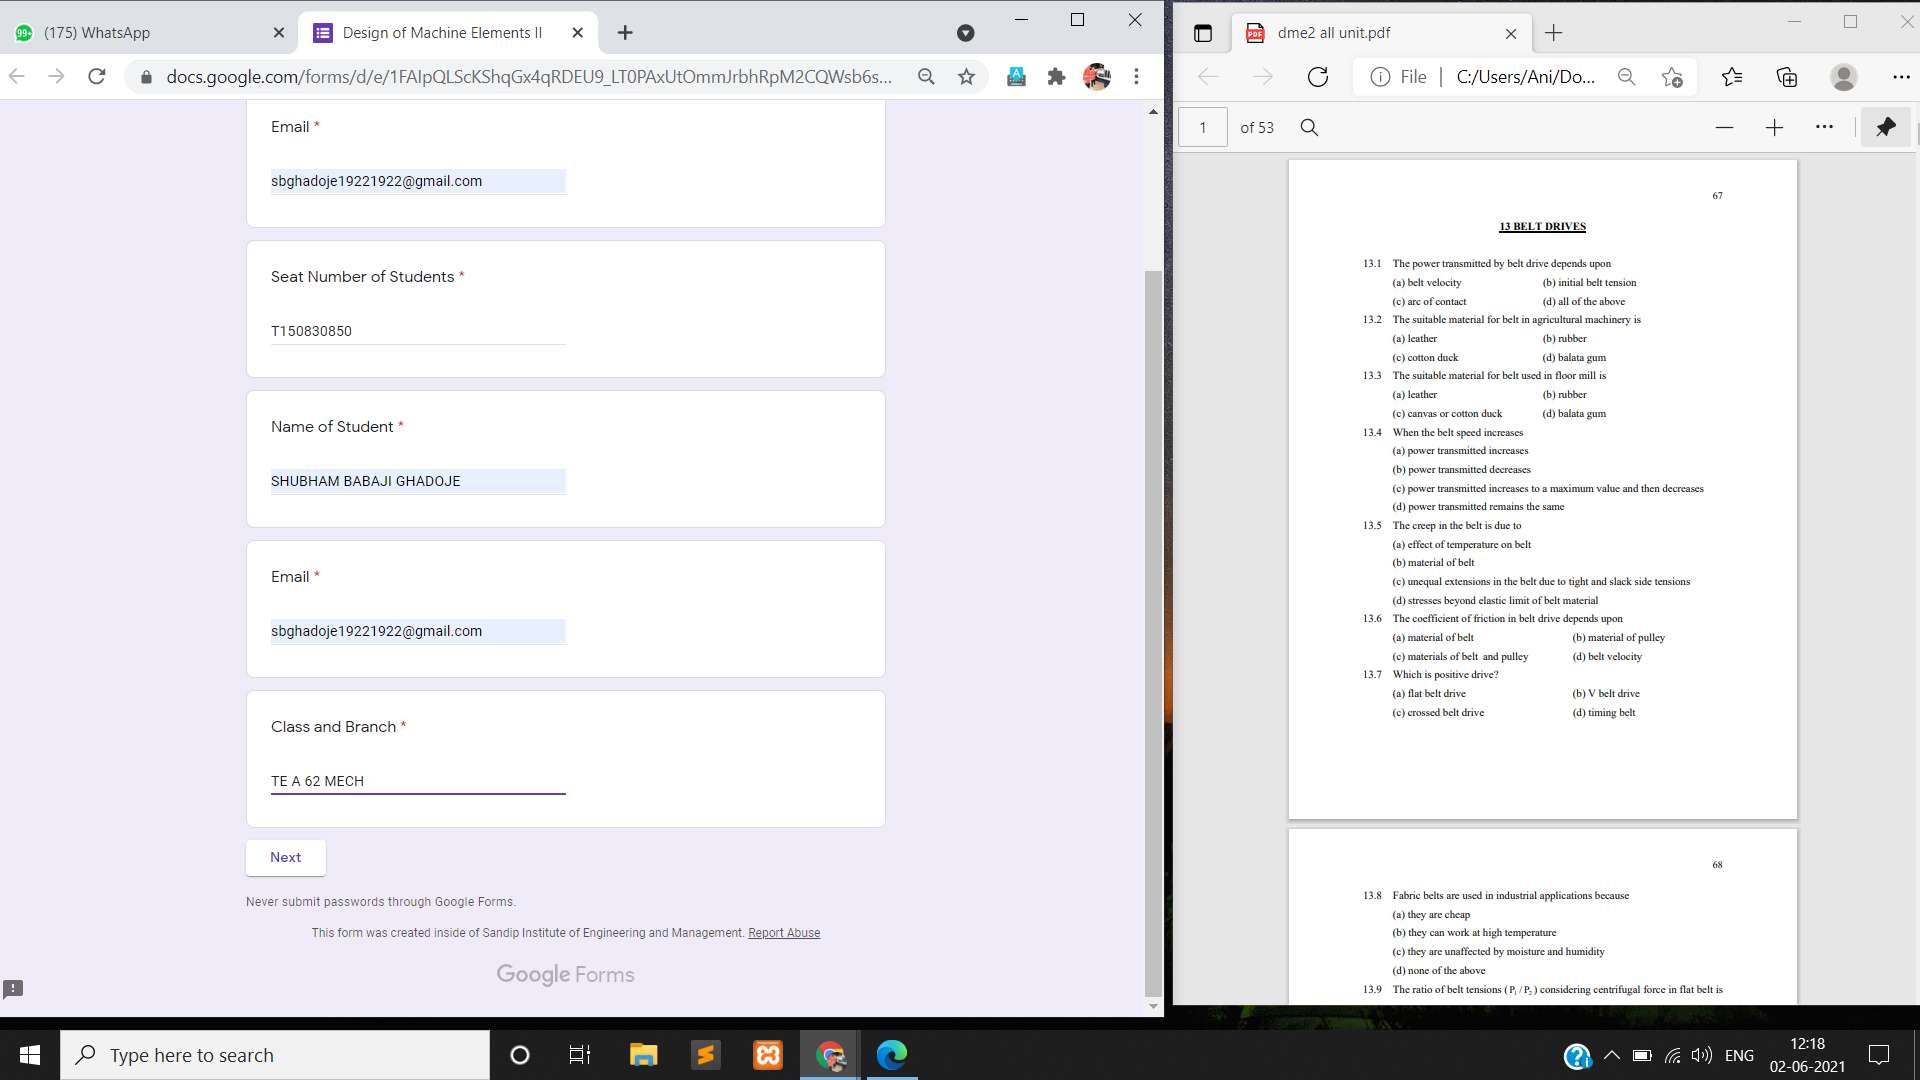 (175) WhatsApp
Design of Machine Elements II
docs.google.com/forms/d/e/1FAIpQLScKShqGx4qRDEU9_LT0PAxUtOmmJrbhRpM2CQWsb6s...
Email *
sbghadoje19221922@gmail.com
Seat Number of Students *
T150830850
Name of Student *
SHUBHAM BABAJI GHADOJE
Email *
sbghadoje19221922@gmail.com
Class and Branch *
TE A 62 MECH
Next
Never submit passwords through Google Forms.
This form was created inside of Sandip Institute of Engineering and Management. Report Abuse
Google Forms
dme2 all unit.pdf
File | C:/Users/Ani/Do...
1 of 53
67
13 BELT DRIVES
13.1 The power transmitted by belt drive depends upon
(a) belt velocity (b) initial belt tension
(c) arc of contact (d) all of the above
13.2 The suitable material for belt in agricultural machinery is
(a) leather (b) rubber
(c) cotton duck (d) balata gum
13.3 The suitable material for belt used in floor mill is
(a) leather (b) rubber
(c) canvas or cotton duck (d) balata gum
13.4 When the belt speed increases
(a) power transmitted increases
(b) power transmitted decreases
(c) power transmitted increases to a maximum value and then decreases
(d) power transmitted remains the same
13.5 The creep in the belt is due to
(a) effect of temperature on belt
(b) material of belt
(c) unequal extensions in the belt due to tight and slack side tensions
(d) stresses beyond elastic limit of belt material
13.6 The coefficient of friction in belt drive depends upon
(a) material of belt (b) material of pulley
(c) materials of belt and pulley (d) belt velocity
13.7 Which is positive drive?
(a) flat belt drive (b) V belt drive
(c) crossed belt drive (d) timing belt
68
13.8 Fabric belts are used in industrial applications because
(a) they are cheap
(b) they can work at high temperature
(c) they are unaffected by moisture and humidity
(d) none of the above
13.9 The ratio of belt tensions (P₁ / P₂) considering centrifugal force in flat belt is
Type here to search
ENG
12:18
02-06-2021